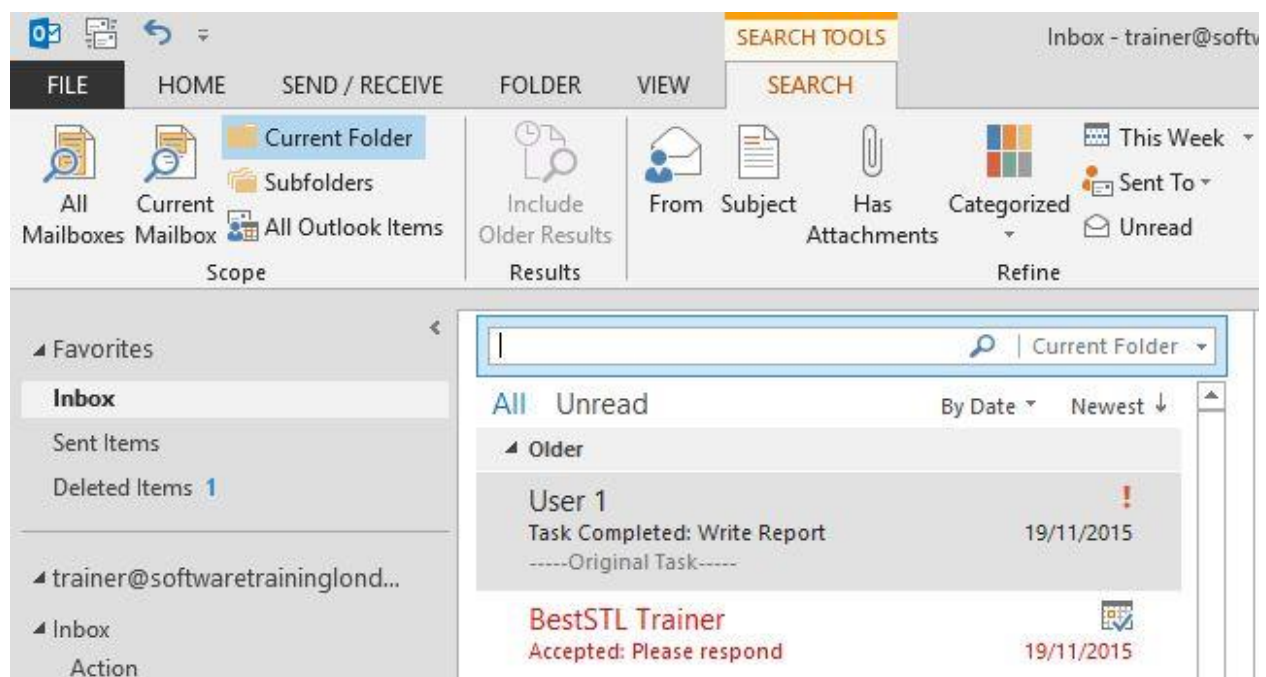 SEARCH TOOLS
Inbox - trainer@softw
FILE HOME SEND / RECEIVE FOLDER VIEW SEARCH
All Mailboxes
Current Mailbox
Current Folder
Subfolders
All Outlook Items
Scope
Include Older Results
Results
From
Subject
Has Attachments
Categorized
This Week
Sent To
Unread
Refine
Favorites
Inbox
Sent Items
Deleted Items 1
trainer@softwaretraininglond...
Inbox
Action
Current Folder
All Unread By Date Newest
Older
User 1 !
Task Completed: Write Report 19/11/2015
-----Original Task-----
BestSTL Trainer
Accepted: Please respond 19/11/2015